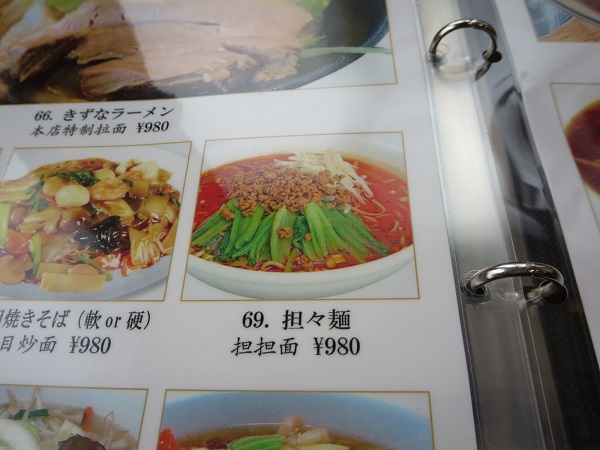 66. きずなラーメン
本店特制拉面 ¥980
焼きそば (軟 or 硬)
炒面 ¥980
69. 担々麺
担担面 ¥980